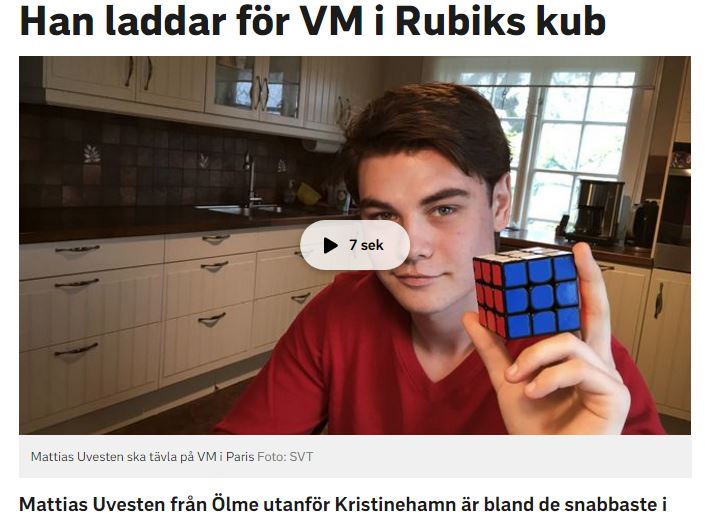 Han laddar för VM i Rubiks kub
7 sek
Mattias Uvesten ska tävla på VM i Paris Foto: SVT
Mattias Uvesten från Ölme utanför Kristinehamn är bland de snabbaste i